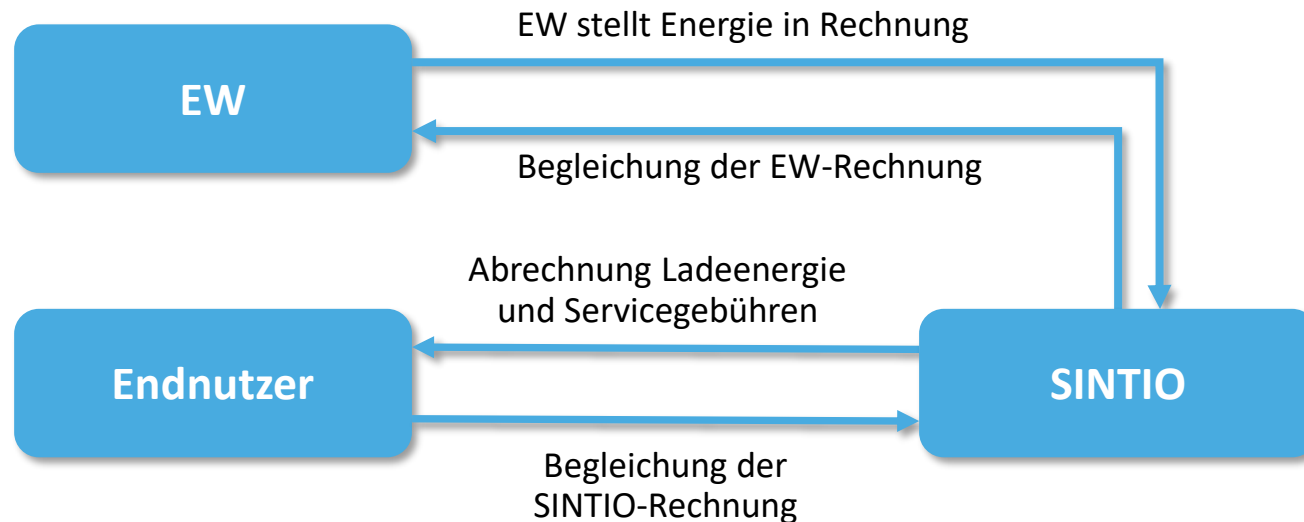 EW stellt Energie in Rechnung
EW
Begleichung der EW-Rechnung
Abrechnung Ladeenergie
und Servicegebühren
Endnutzer
SINTIO
Begleichung der
SINTIO-Rechnung